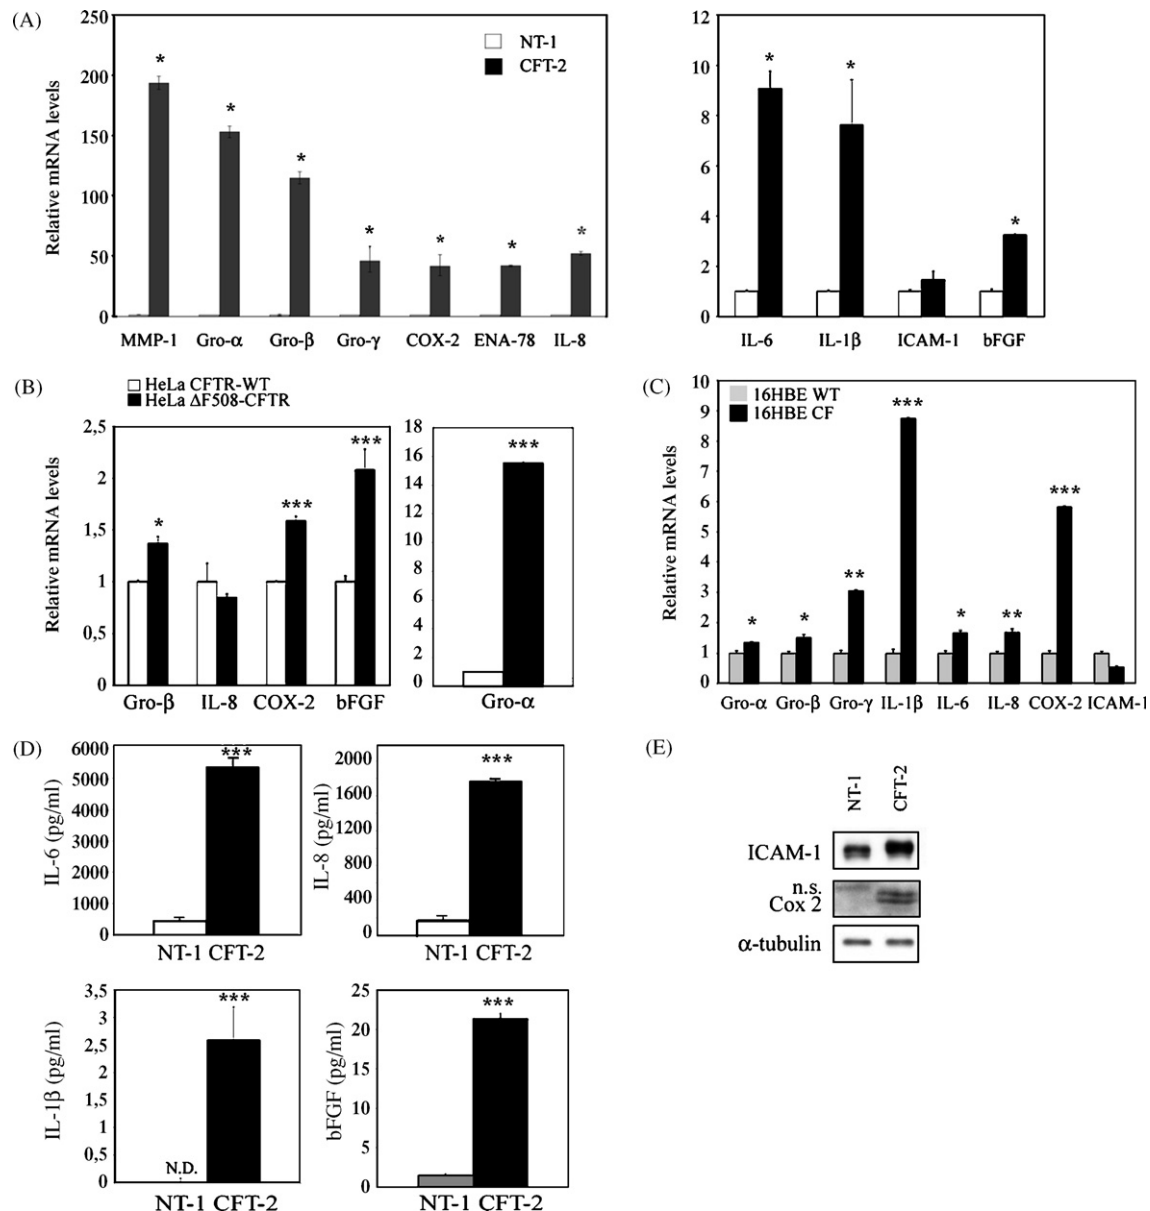 (A)
250
200
150
100
50
0
Relative mRNA levels
NT-1
CFT-2
* * * * * * *
MMP-1 Gro-α Gro-β Gro-γ COX-2 ENA-78 IL-8
12
10
8
6
4
2
0
* * *
IL-6 IL-1β ICAM-1 bFGF
(B)
HeLa CFTR-WT
HeLa ΔF508-CFTR
2,5
2
1,5
1
0,5
0
Relative mRNA levels
* *** ***
Gro-β IL-8 COX-2 bFGF
18
16
14
12
10
8
6
4
2
0
***
Gro-α
(C)
16HBE WT
16HBE CF
10
9
8
7
6
5
4
3
2
1
0
Relative mRNA levels
* * ** *** * ** ***
Gro-α Gro-β Gro-γ IL-1β IL-6 IL-8 COX-2 ICAM-1
(D)
6000
5000
4000
3000
2000
1000
0
IL-6 (pg/ml)
***
NT-1 CFT-2
2000
1600
1200
800
400
0
IL-8 (pg/ml)
***
NT-1 CFT-2
3,5
3
2,5
2
1,5
1
0,5
0
IL-1β (pg/ml)
***
N.D.
NT-1 CFT-2
25
20
15
10
5
0
bFGF (pg/ml)
***
NT-1 CFT-2
(E)
NT-1
CFT-2
ICAM-1
n.s.
Cox 2
α-tubulin